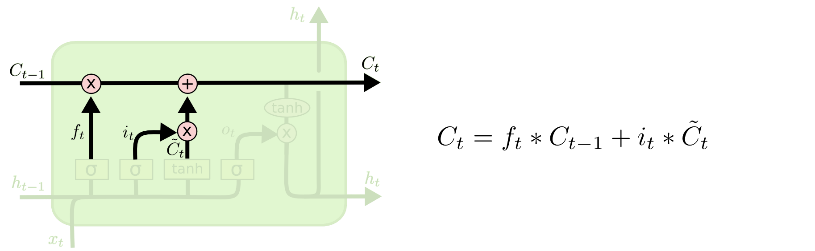 h_t
C_{t-1}
C_t
x
+
tanh
f_t
i_t
o_t
x
x
C̃_t
σ
σ
tanh
σ
h_{t-1}
h_t
x_t
C_t = f_t * C_{t-1} + i_t * C̃_t